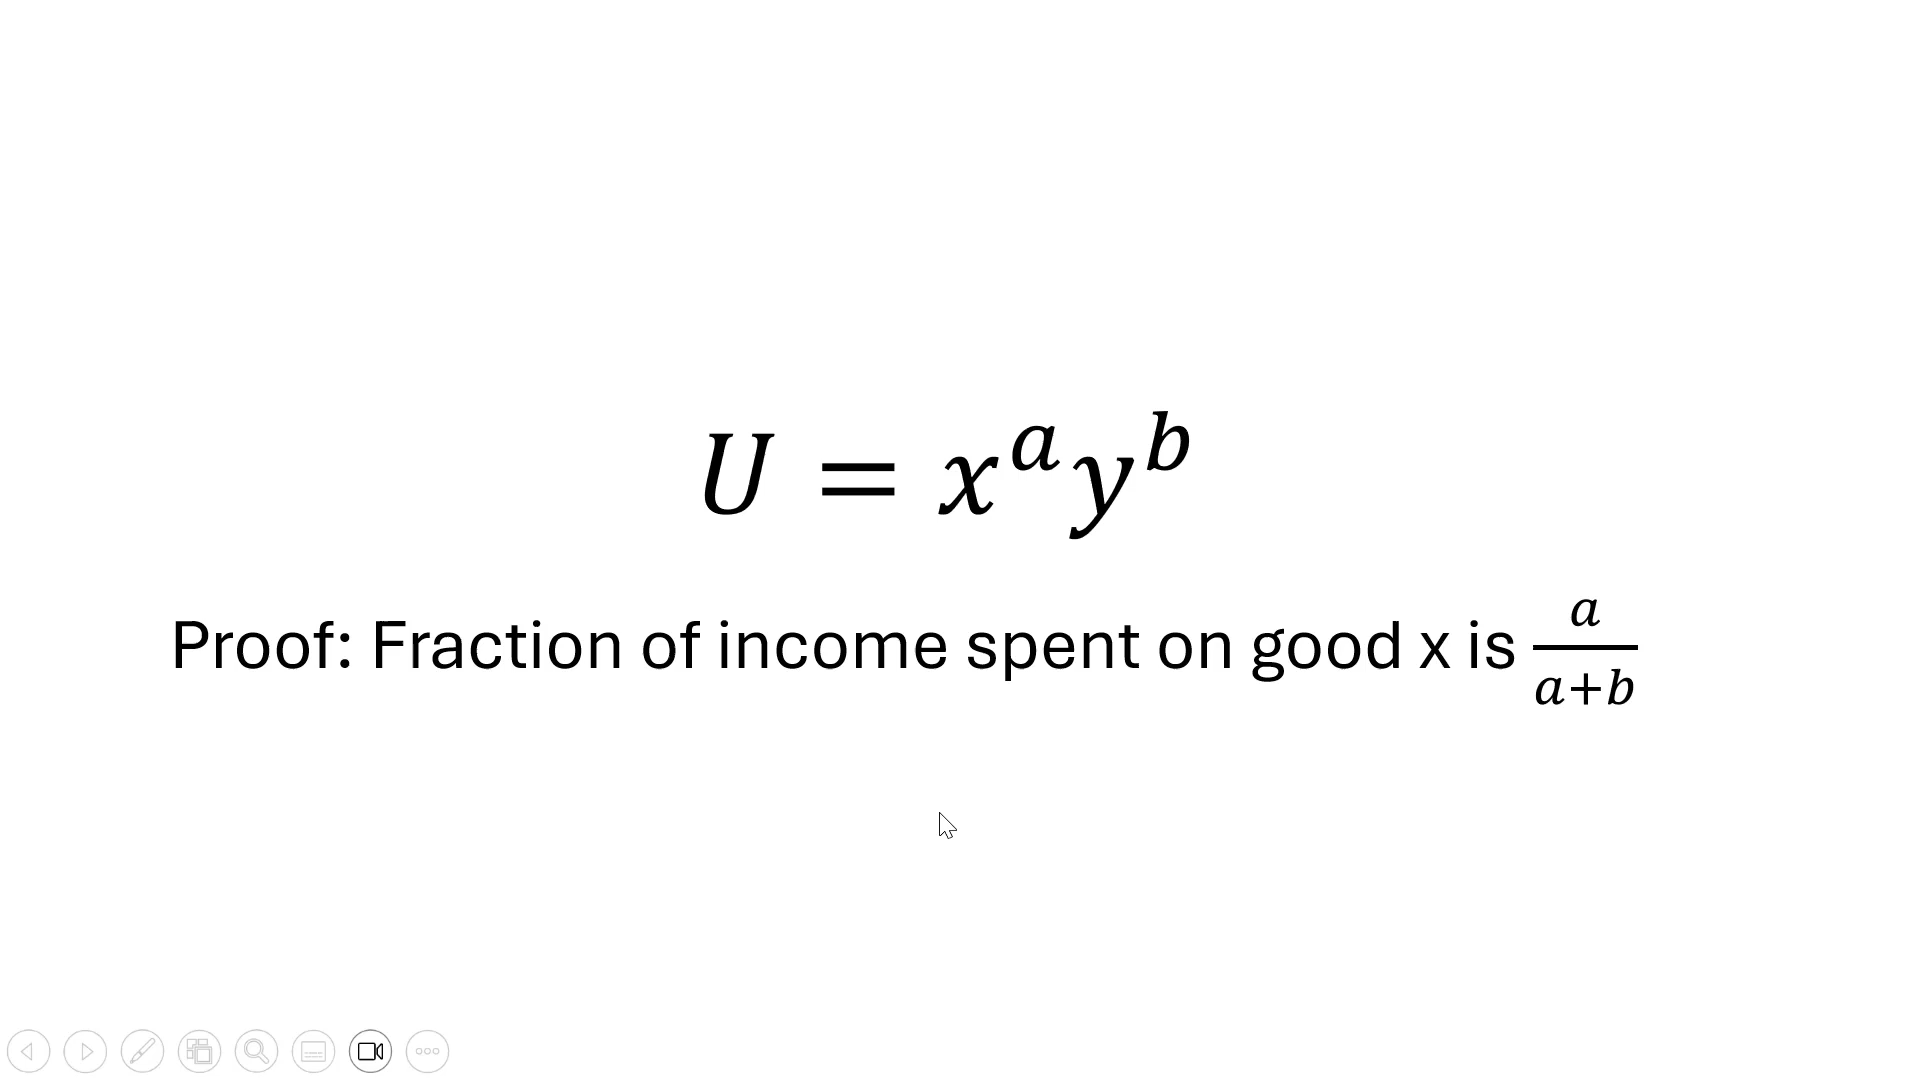 U = x^a y^b
Proof: Fraction of income spent on good x is a/(a+b)